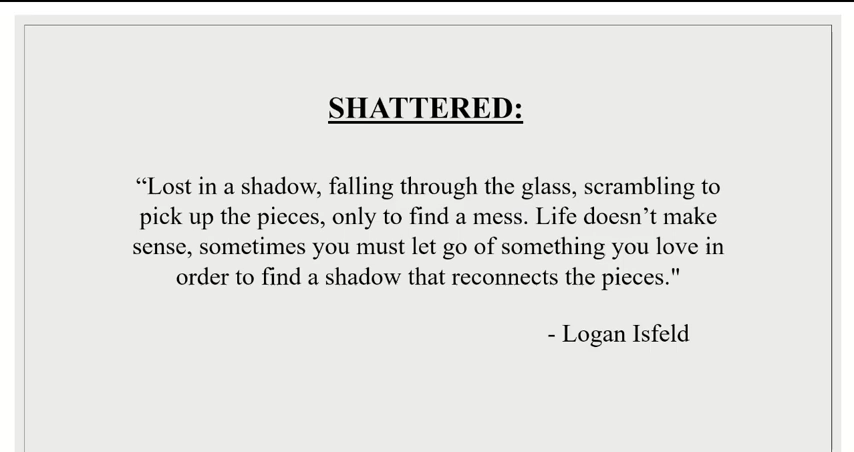 SHATTERED:
“Lost in a shadow, falling through the glass, scrambling to
pick up the pieces, only to find a mess. Life doesn’t make
sense, sometimes you must let go of something you love in
order to find a shadow that reconnects the pieces."
- Logan Isfeld